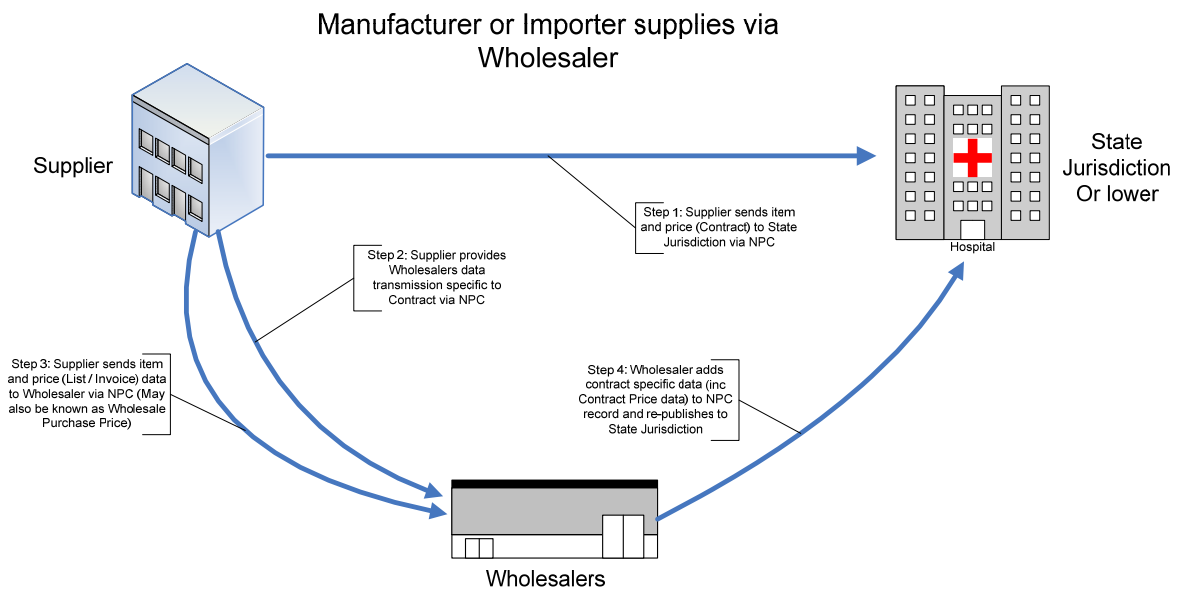 Manufacturer or Importer supplies via
Wholesaler
Supplier
State
Jurisdiction
Or lower
Step 1: Supplier sends item
and price (Contract) to State
Jurisdiction via NPC
Hospital
Step 2: Supplier provides
Wholesalers data
transmission specific to
Contract via NPC
Step 3: Supplier sends item
and price (List / Invoice) data
to Wholesaler via NPC (May
also be known as Wholesale
Purchase Price)
Step 4: Wholesaler adds
contract specific data (inc
Contract Price data) to NPC
record and re-publishes to
State Jurisdiction
Wholesalers